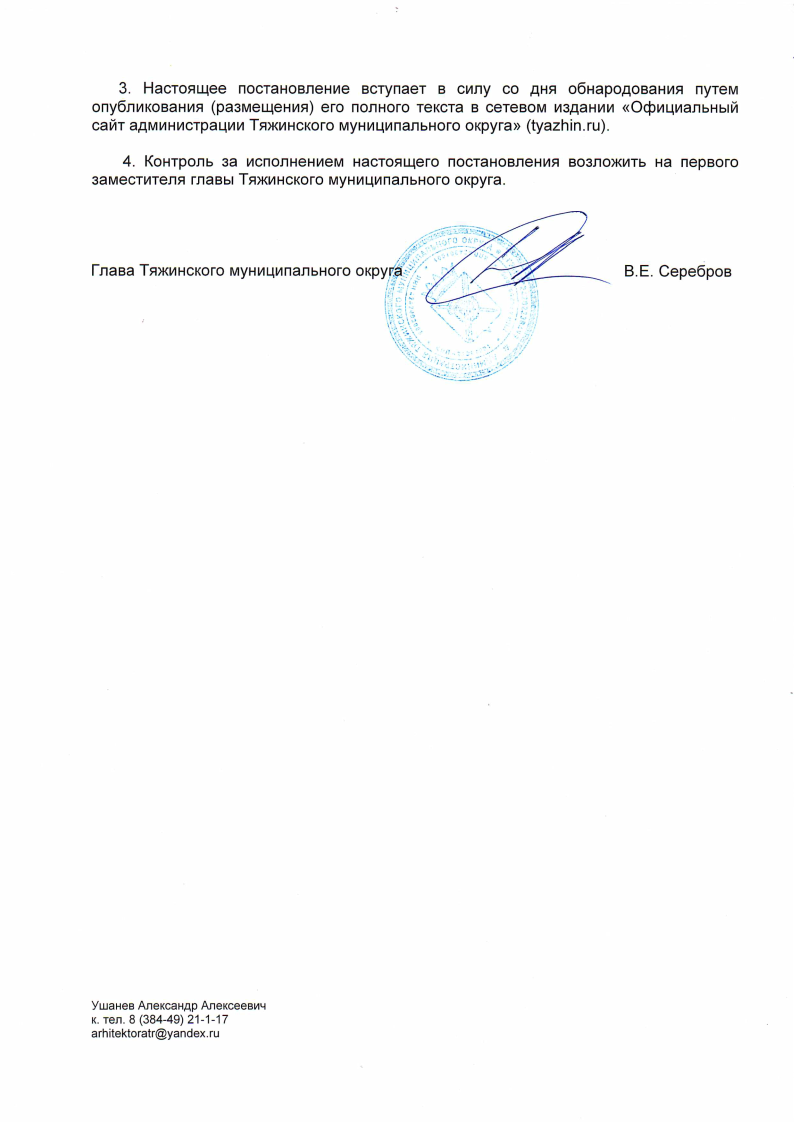 3. Настоящее постановление вступает в силу со дня обнародования путем
опубликования (размещения) его полного текста в сетевом издании «Официальный
сайт администрации Тяжинского муниципального округа» (tyazhin.ru).
4. Контроль за исполнением настоящего постановления возложить на первого
заместителя главы Тяжинского муниципального округа.
Глава Тяжинского муниципального округа
В.Е. Серебров
Ушанев Александр Алексеевич
к. тел. 8 (384-49) 21-1-17
arhitektoratr@yandex.ru